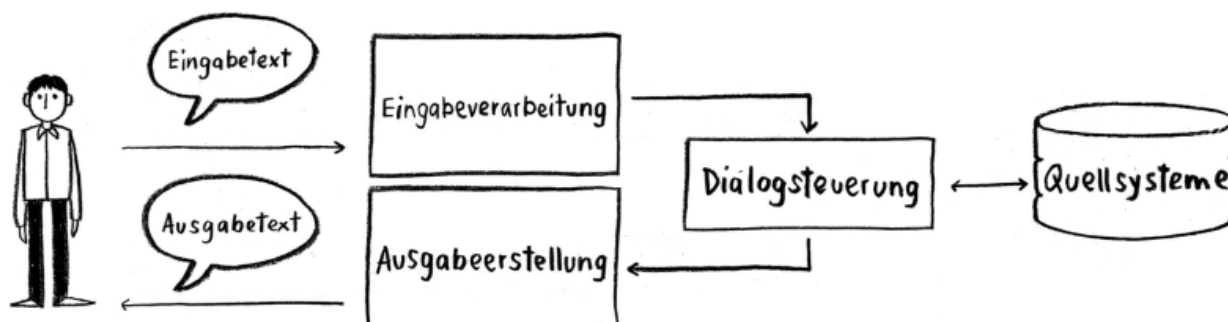 Eingabetext
Eingabeverarbeitung
Dialogsteuerung
Quellsysteme
Ausgabetext
Ausgabeerstellung